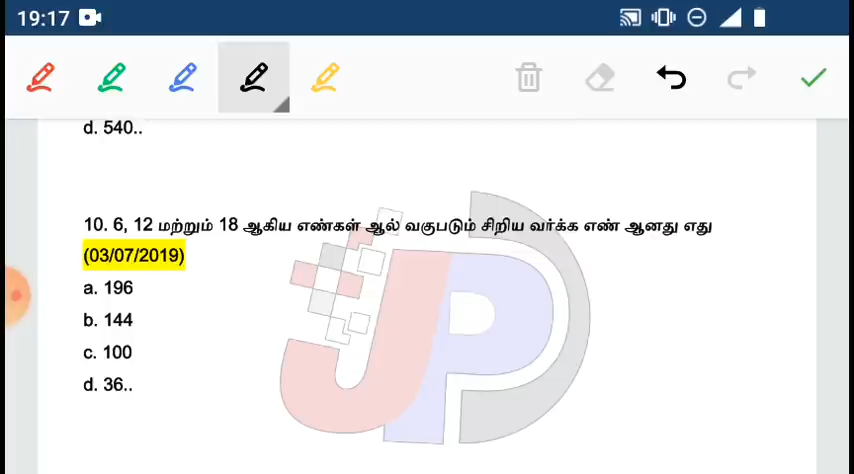 19:17
d. 540..
10. 6, 12 மற்றும் 18 ஆகிய எண்கள் ஆல் வகுபடும் சிறிய வர்க்க எண் ஆனது எது
(03/07/2019)
a. 196
b. 144
c. 100
d. 36..
JP